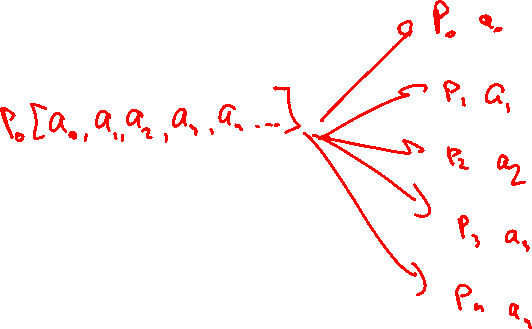 P₀ a₀
P₁ a₁
P₀ [a₀, a₁, a₂, a₃, aₙ ...]
P₂ a₂
P₃ a₃
Pₙ aₙ